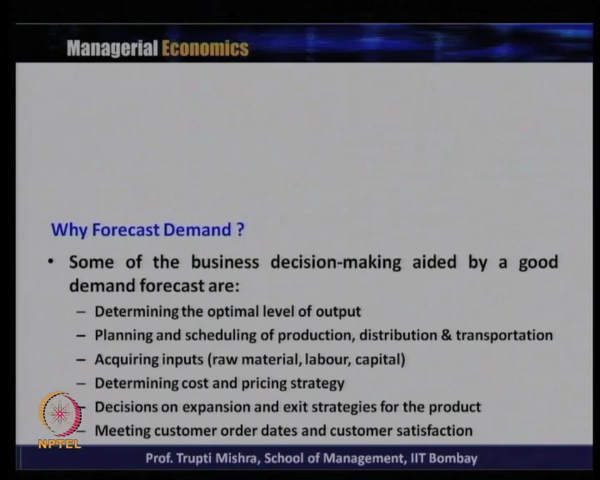 Managerial Economics
Why Forecast Demand ?
• Some of the business decision-making aided by a good
demand forecast are:
– Determining the optimal level of output
– Planning and scheduling of production, distribution & transportation
– Acquiring inputs (raw material, labour, capital)
– Determining cost and pricing strategy
– Decisions on expansion and exit strategies for the product
– Meeting customer order dates and customer satisfaction
NPTEL
Prof. Trupti Mishra, School of Management, IIT Bombay